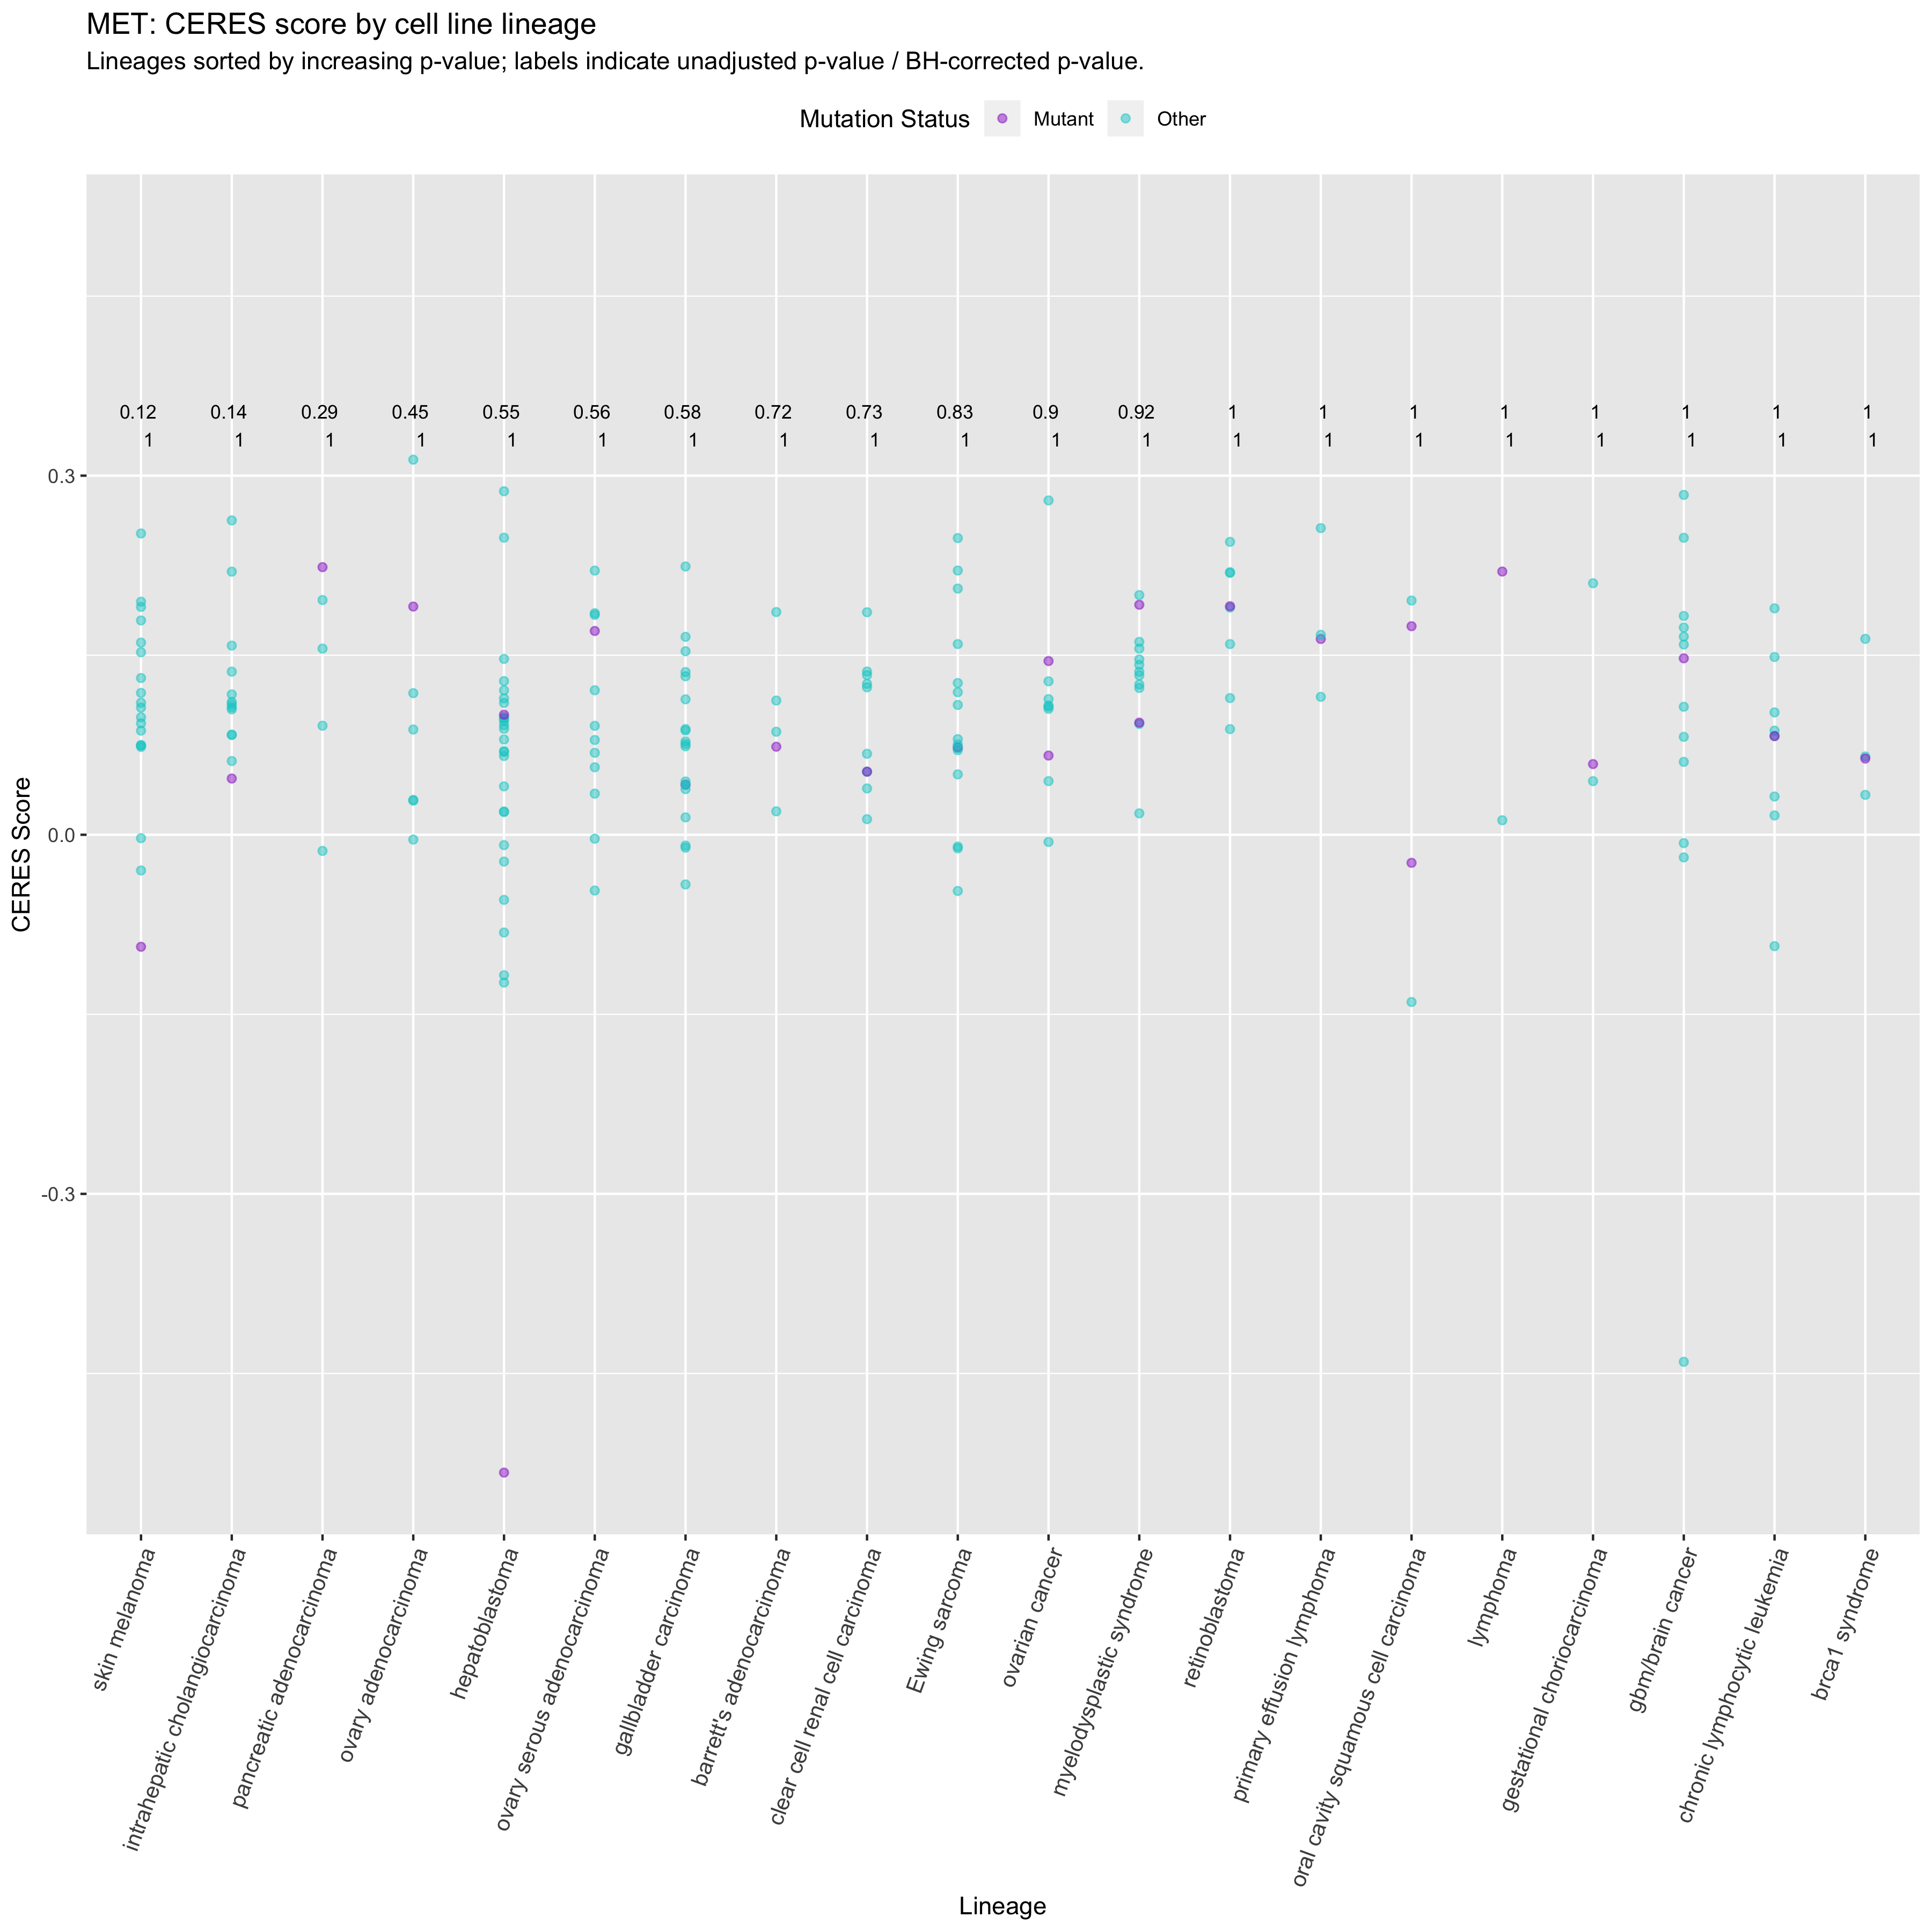 MET: CERES score by cell line lineage
Lineages sorted by increasing p-value; labels indicate unadjusted p-value / BH-corrected p-value.
Mutation Status Mutant Other
0.12 0.14 0.29 0.45 0.55 0.56 0.58 0.72 0.73 0.83 0.9 0.92 1 1 1 1 1 1 1 1
1 1 1 1 1 1 1 1 1 1 1 1 1 1 1 1 1 1 1 1
0.3
0.0
-0.3
CERES Score
skin melanoma
intrahepatic cholangiocarcinoma
pancreatic adenocarcinoma
ovary adenocarcinoma
hepatoblastoma
ovary serous adenocarcinoma
gallbladder carcinoma
barrett's adenocarcinoma
clear cell renal cell carcinoma
Ewing sarcoma
ovarian cancer
myelodysplastic syndrome
retinoblastoma
primary effusion lymphoma
oral cavity squamous cell carcinoma
lymphoma
gestational choriocarcinoma
gbm/brain cancer
chronic lymphocytic leukemia
brca1 syndrome
Lineage